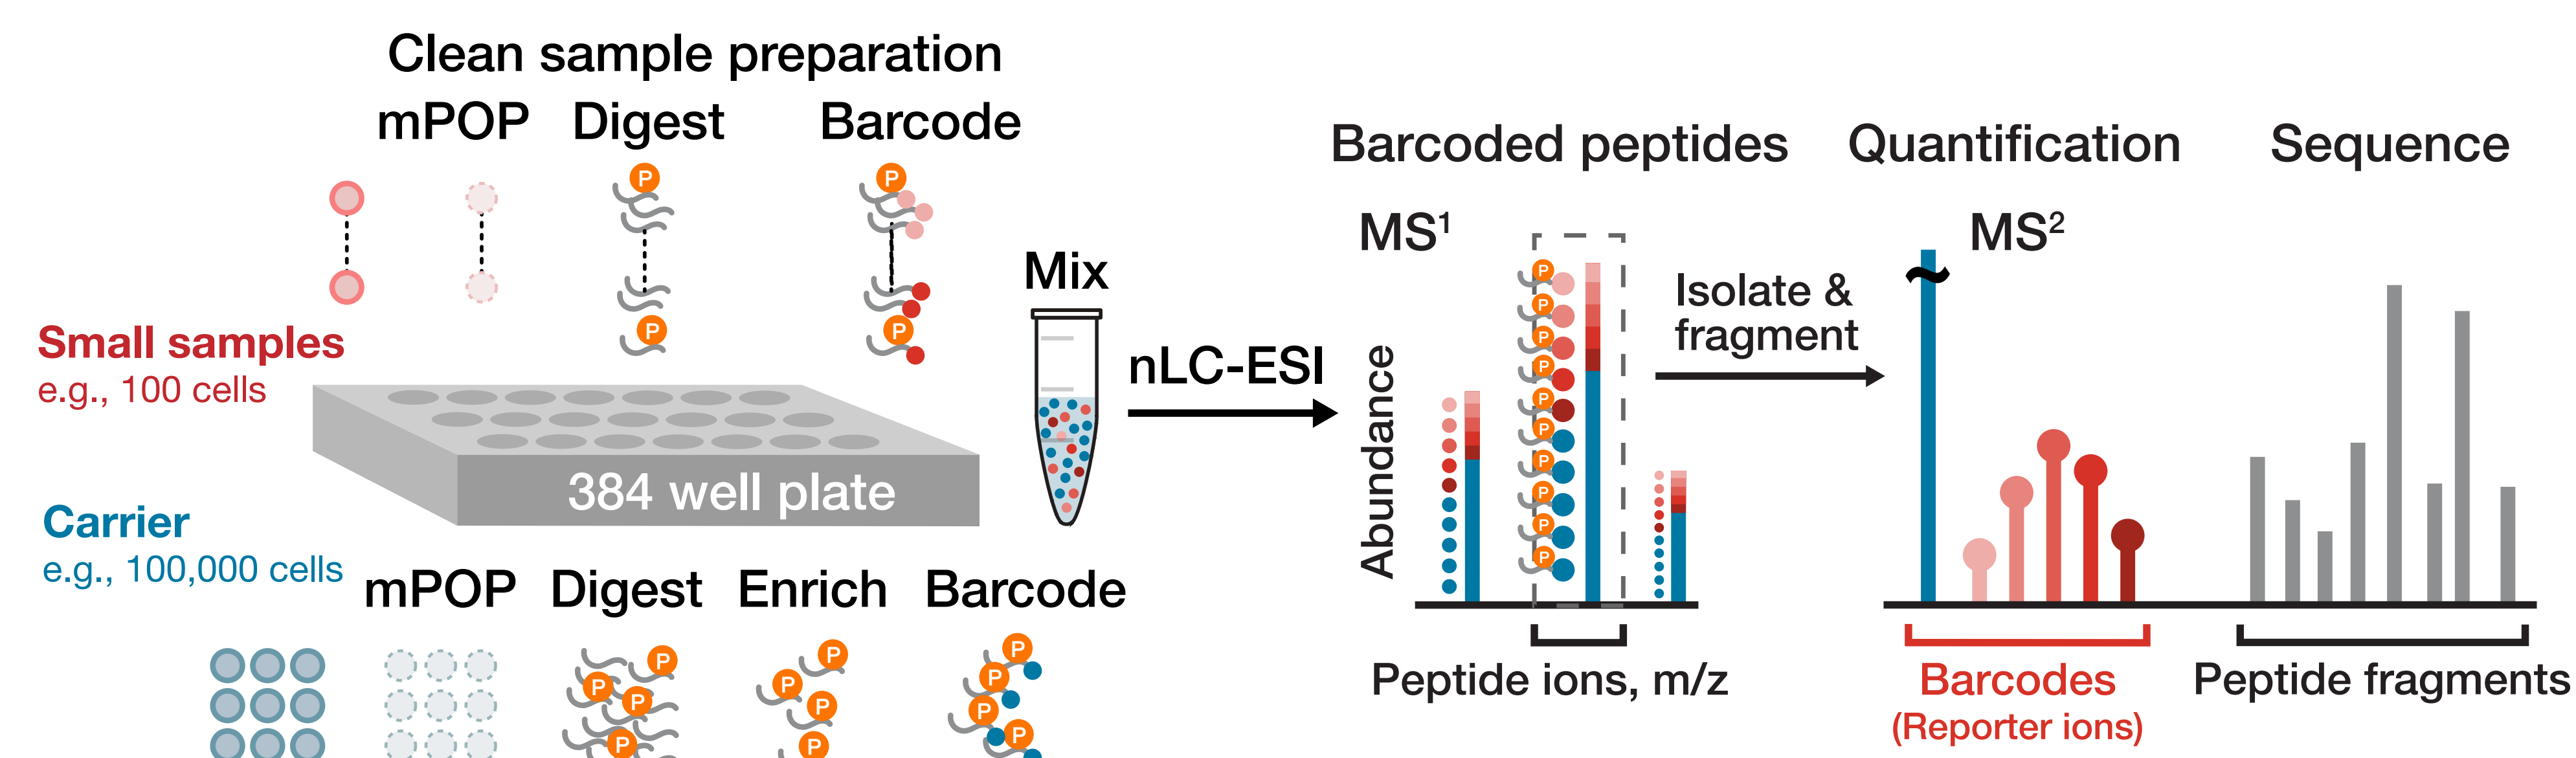 Clean sample preparation
mPOP Digest Barcode
P P
P P
Small samples
e.g., 100 cells
384 well plate
Carrier
e.g., 100,000 cells
mPOP Digest Enrich Barcode
P P P
P P P
P P P
P P P
Mix
nLC-ESI
Barcoded peptides
MS¹
Abundance
P
P
P
P
P
P
P
P
P
P
Peptide ions, m/z
Isolate &
fragment
Quantification
Sequence
MS²
Barcodes
(Reporter ions)
Peptide fragments